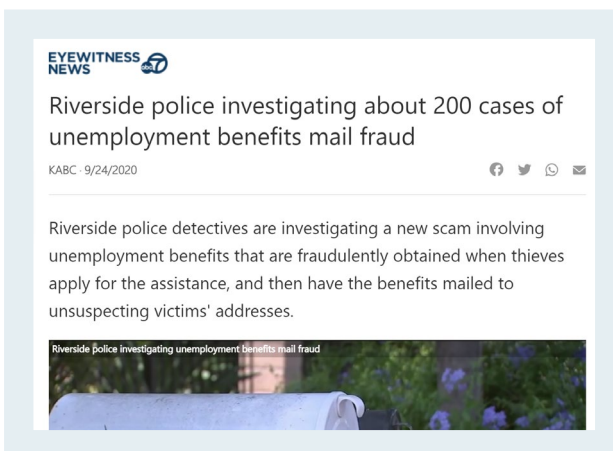 EYEWITNESS
NEWS abc 7
Riverside police investigating about 200 cases of
unemployment benefits mail fraud
KABC · 9/24/2020
Riverside police detectives are investigating a new scam involving
unemployment benefits that are fraudulently obtained when thieves
apply for the assistance, and then have the benefits mailed to
unsuspecting victims' addresses.
Riverside police investigating unemployment benefits mail fraud